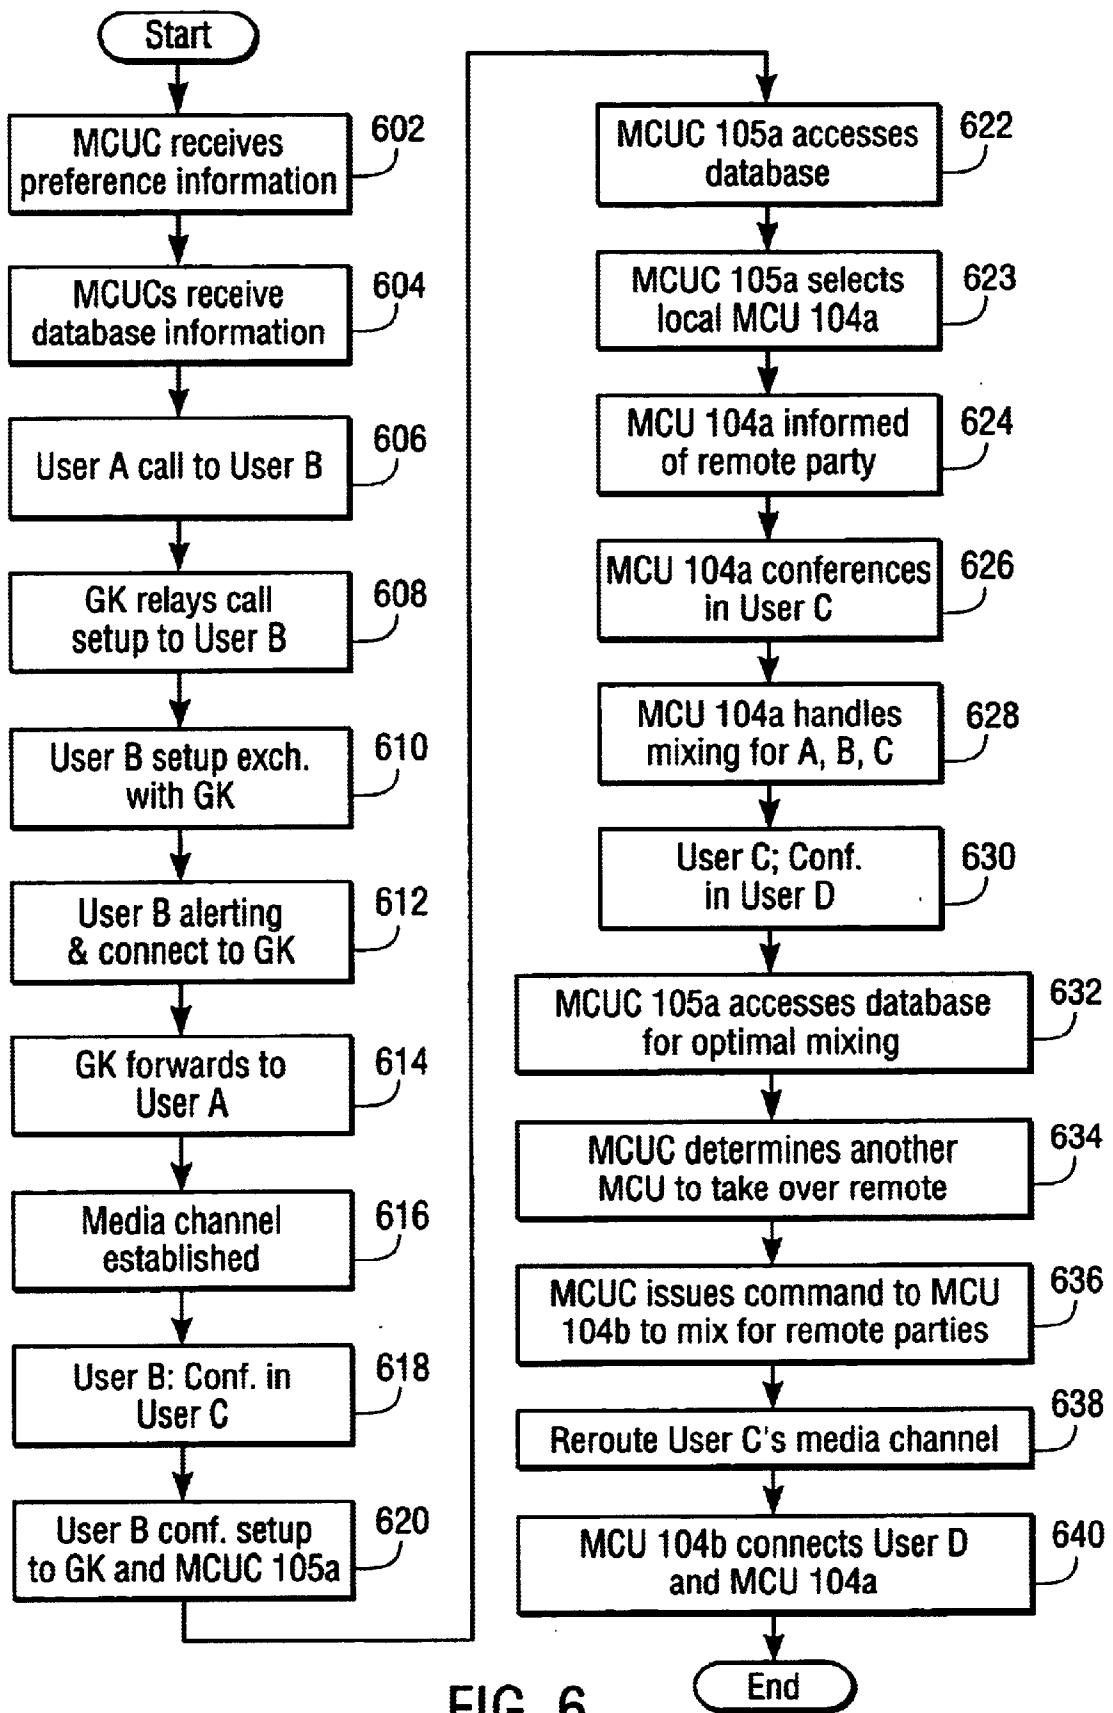 Start
MCUC receives
preference information
602
MCUCs receive
database information
604
User A call to User B
606
GK relays call
setup to User B
608
User B setup exch.
with GK
610
User B alerting
& connect to GK
612
GK forwards to
User A
614
Media channel
established
616
User B: Conf. in
User C
618
User B conf. setup
to GK and MCUC 105a
620
MCUC 105a accesses
database
622
MCUC 105a selects
local MCU 104a
623
MCU 104a informed
of remote party
624
MCU 104a conferences
in User C
626
MCU 104a handles
mixing for A, B, C
628
User C; Conf.
in User D
630
MCUC 105a accesses database
for optimal mixing
632
MCUC determines another
MCU to take over remote
634
MCUC issues command to MCU
104b to mix for remote parties
636
Reroute User C's media channel
638
MCU 104b connects User D
and MCU 104a
640
End
FIG. 6